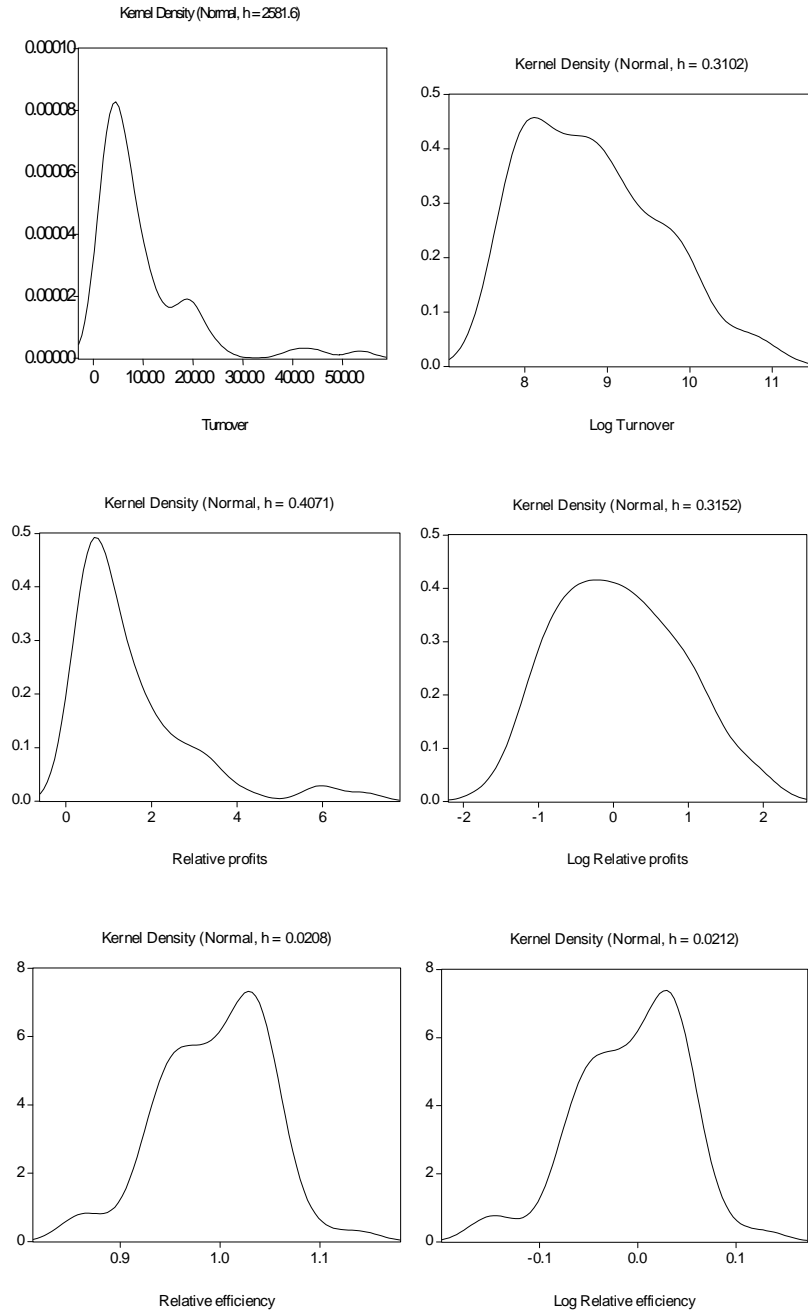 Kernel Density (Normal, h = 2581.6)
0.00010
0.00008
0.00006
0.00004
0.00002
0.00000
0 10000 20000 30000 40000 50000
Turnover
Kernel Density (Normal, h = 0.3102)
0.5
0.4
0.3
0.2
0.1
0.0
8 9 10 11
Log Turnover
Kernel Density (Normal, h = 0.4071)
0.5
0.4
0.3
0.2
0.1
0.0
0 2 4 6
Relative profits
Kernel Density (Normal, h = 0.3152)
0.5
0.4
0.3
0.2
0.1
0.0
-2 -1 0 1 2
Log Relative profits
Kernel Density (Normal, h = 0.0208)
8
6
4
2
0
0.9 1.0 1.1
Relative efficiency
Kernel Density (Normal, h = 0.0212)
8
6
4
2
0
-0.1 0.0 0.1
Log Relative efficiency